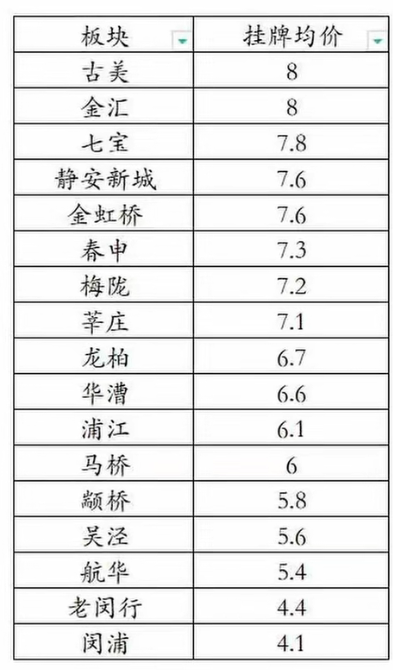 板块 挂牌均价
古美 8
金汇 8
七宝 7.8
静安新城 7.6
金虹桥 7.6
春申 7.3
梅陇 7.2
莘庄 7.1
龙柏 6.7
华漕 6.6
浦江 6.1
马桥 6
颛桥 5.8
吴泾 5.6
航华 5.4
老闵行 4.4
闵浦 4.1